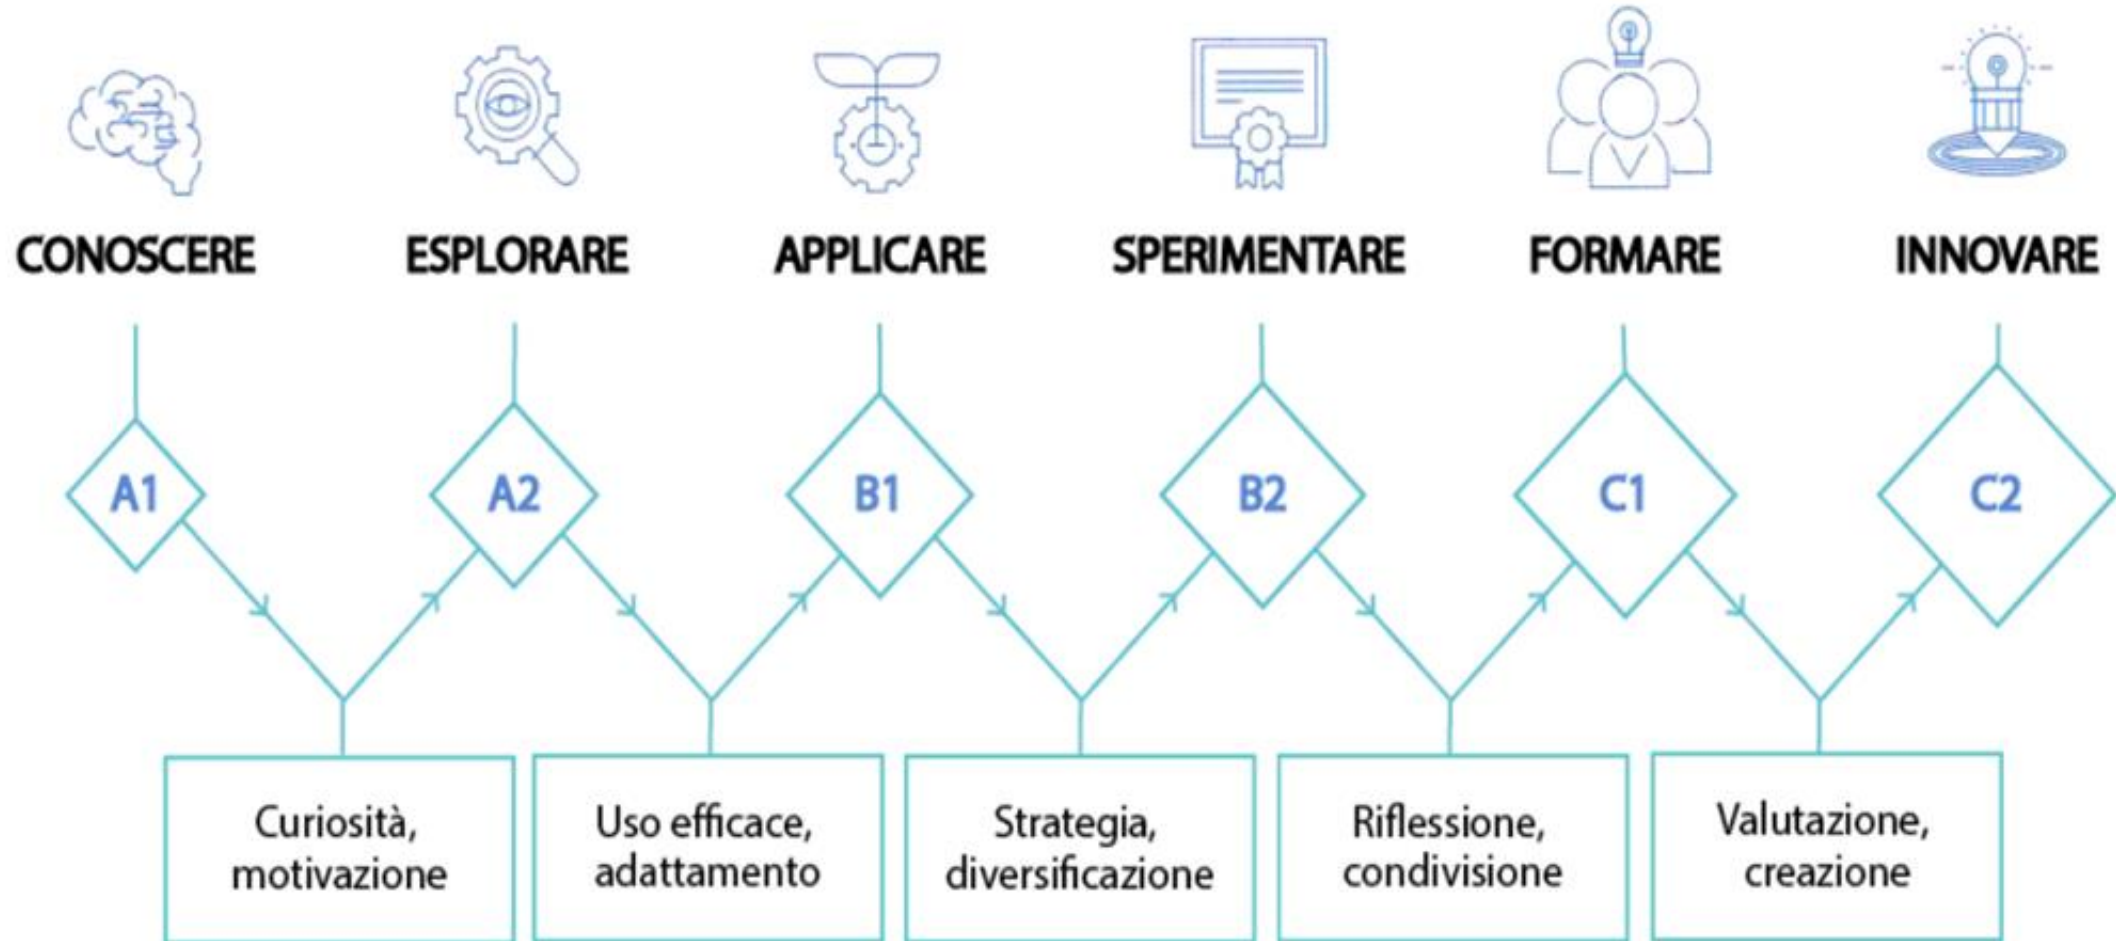 CONOSCERE
ESPLORARE
APPLICARE
SPERIMENTARE
FORMARE
INNOVARE
A1
A2
B1
B2
C1
C2
Curiosità,
motivazione
Uso efficace,
adattamento
Strategia,
diversificazione
Riflessione,
condivisione
Valutazione,
creazione